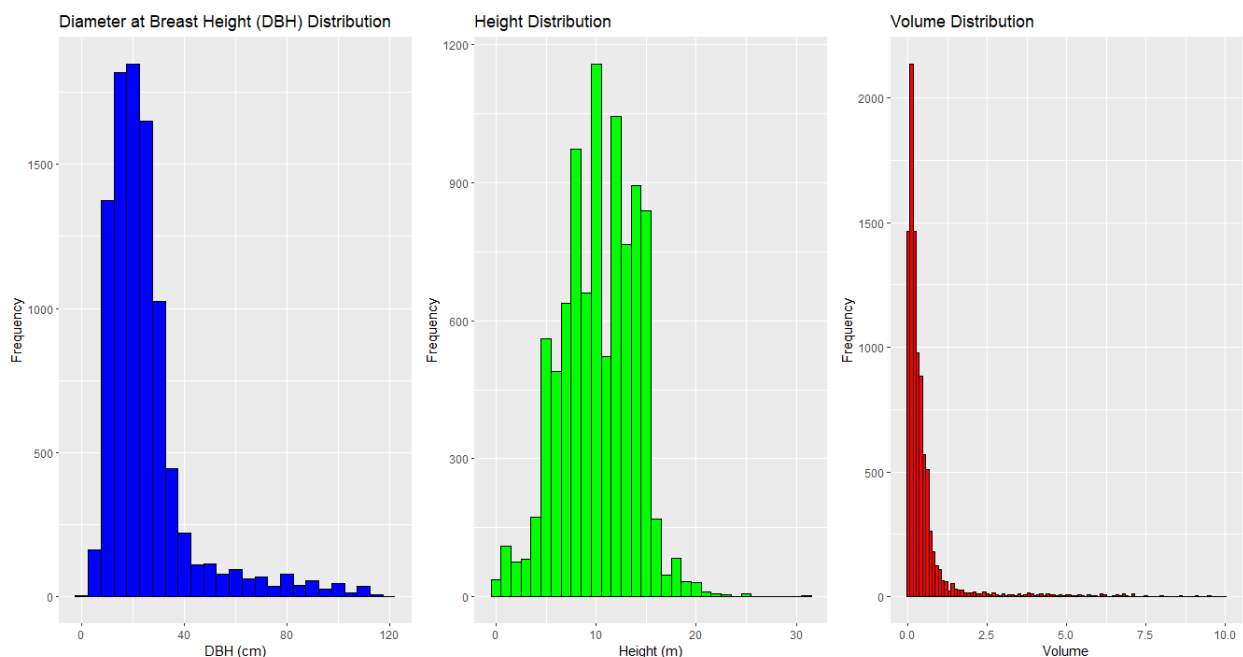 Diameter at Breast Height (DBH) Distribution
Frequency
1500
1000
500
0
0 40 80 120
DBH (cm)
Height Distribution
Frequency
1200
900
600
300
0
0 10 20 30
Height (m)
Volume Distribution
Frequency
2000
1500
1000
500
0
0.0 2.5 5.0 7.5 10.0
Volume